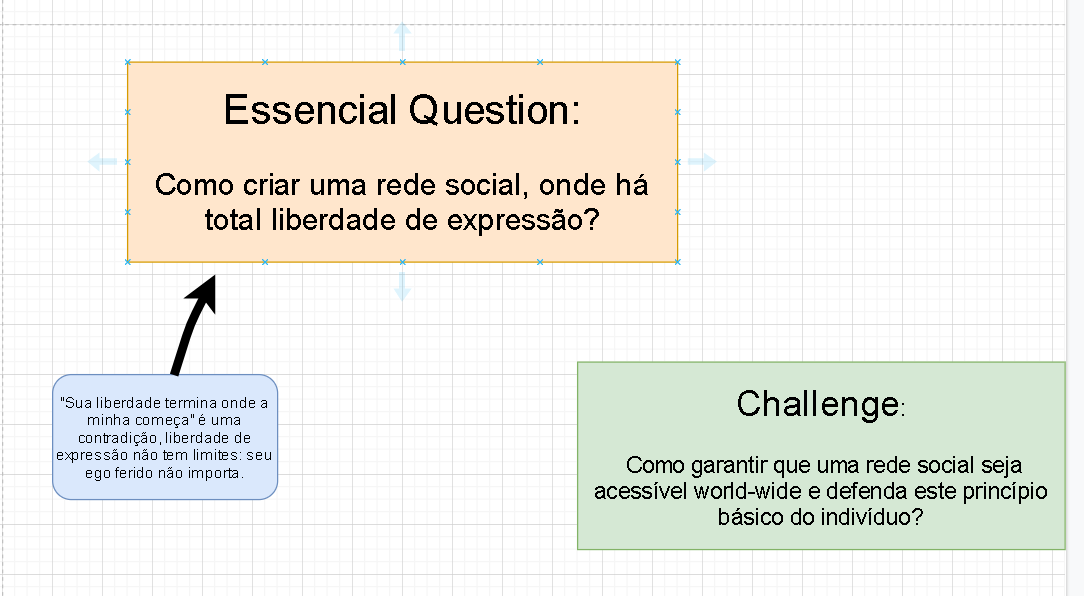 Essencial Question:
Como criar uma rede social, onde há
total liberdade de expressão?
"Sua liberdade termina onde a
minha começa" é uma
contradição, liberdade de
expressão não tem limites: seu
ego ferido não importa.
Challenge:
Como garantir que uma rede social seja
acessível world-wide e defenda este princípio
básico do indivíduo?